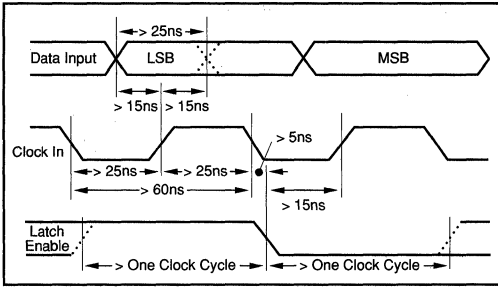 > 25ns
Data Input
LSB
MSB
> 15ns
> 15ns
Clock In
> 5ns
> 25ns
> 25ns
> 60ns
> 15ns
Latch
Enable
> One Clock Cycle
> One Clock Cycle